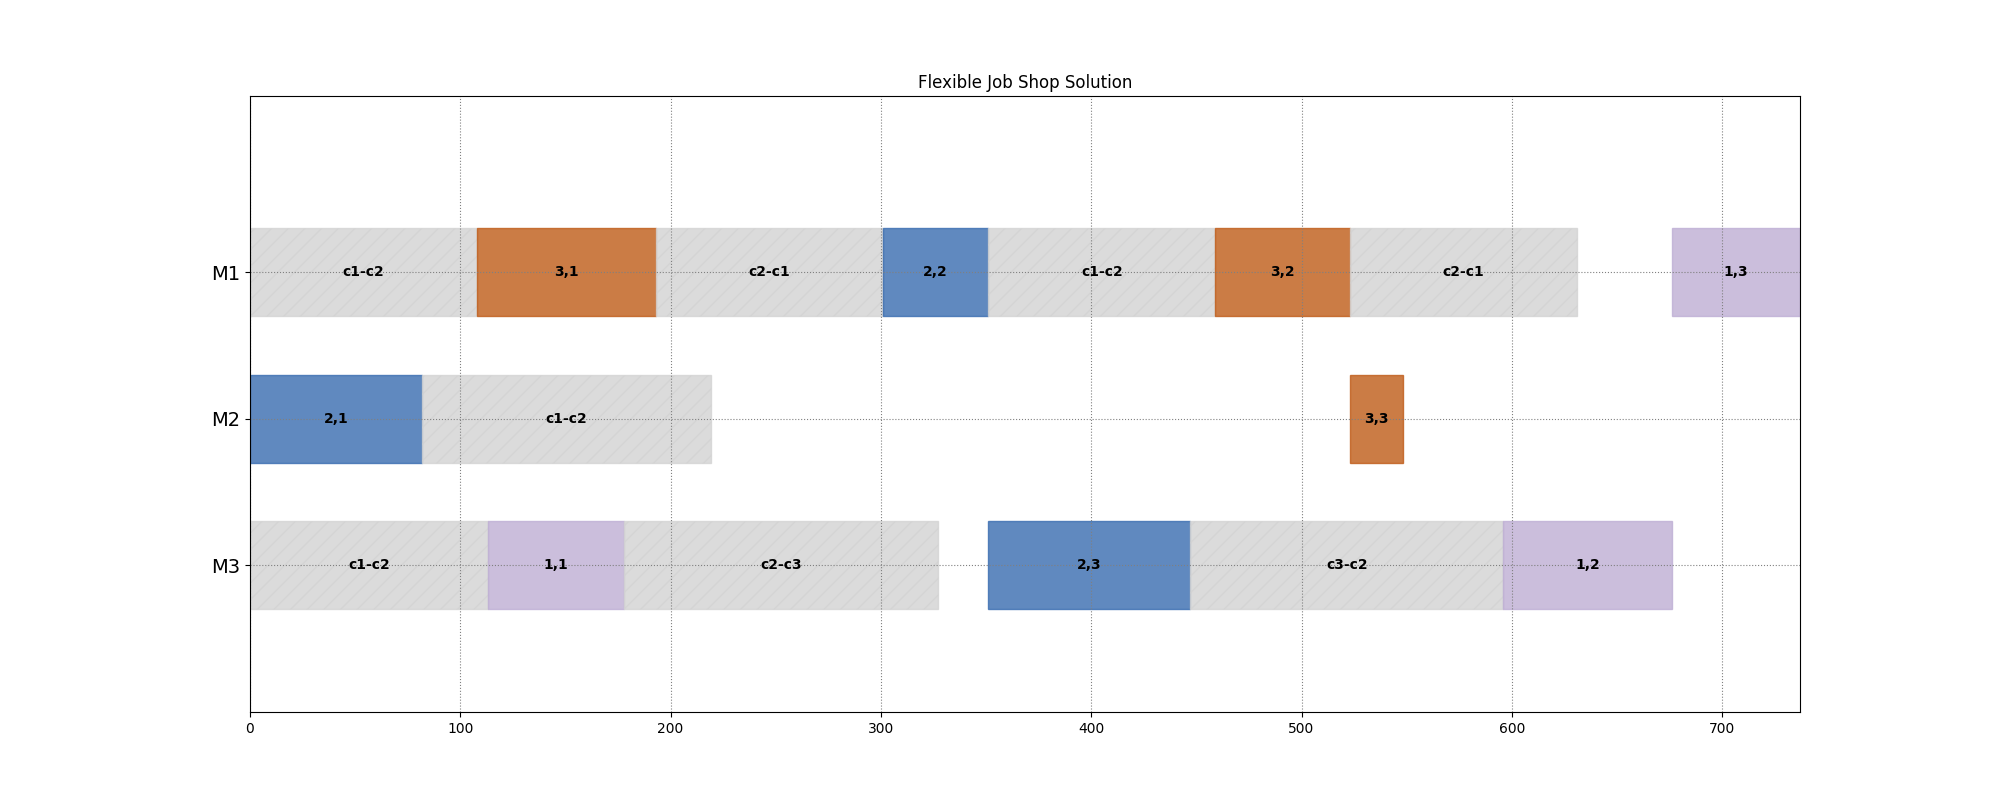 Flexible Job Shop Solution
M1 c1-c2 3,1 c2-c1 2,2 c1-c2 3,2 c2-c1 1,3
M2 2,1 c1-c2 3,3
M3 c1-c2 1,1 c2-c3 2,3 c3-c2 1,2
0 100 200 300 400 500 600 700